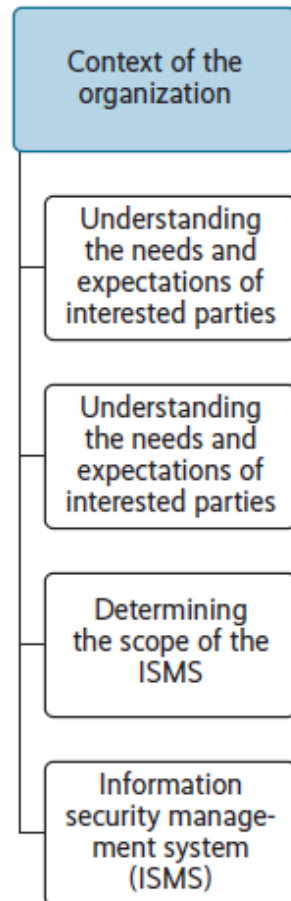 Context of the
organization
Understanding
the needs and
expectations of
interested parties
Understanding
the needs and
expectations of
interested parties
Determining
the scope of the
ISMS
Information
security manage-
ment system
(ISMS)